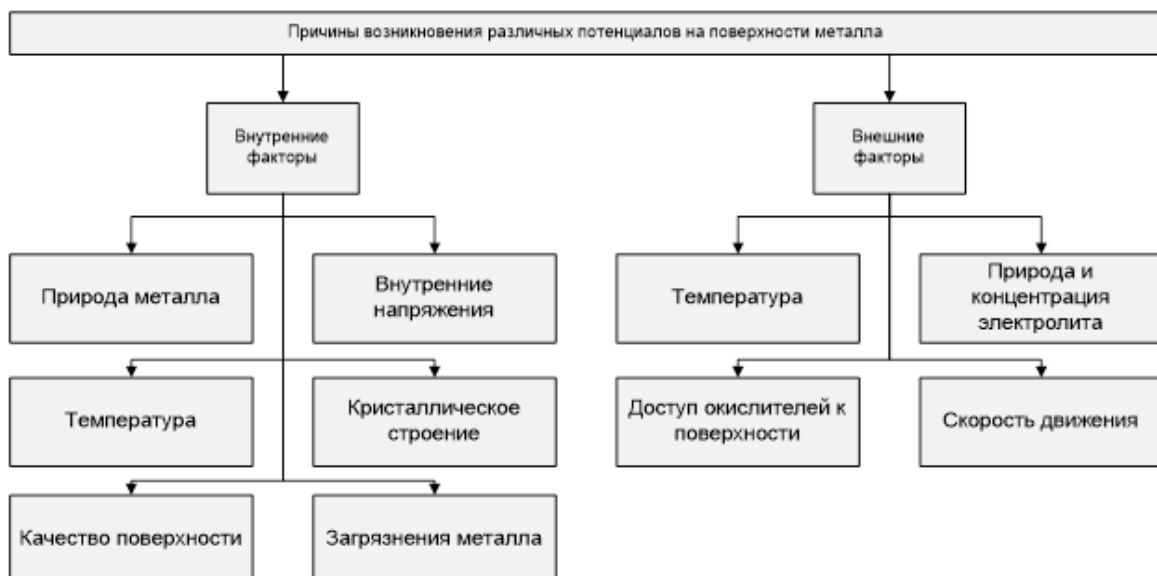 Причины возникновения различных потенциалов на поверхности металла
Внутренние
факторы
Внешние
факторы
Природа металла
Внутренние
напряжения
Температура
Природа и
концентрация
электролита
Температура
Кристаллическое
строение
Доступ окислителей к
поверхности
Скорость движения
Качество поверхности
Загрязнения металла